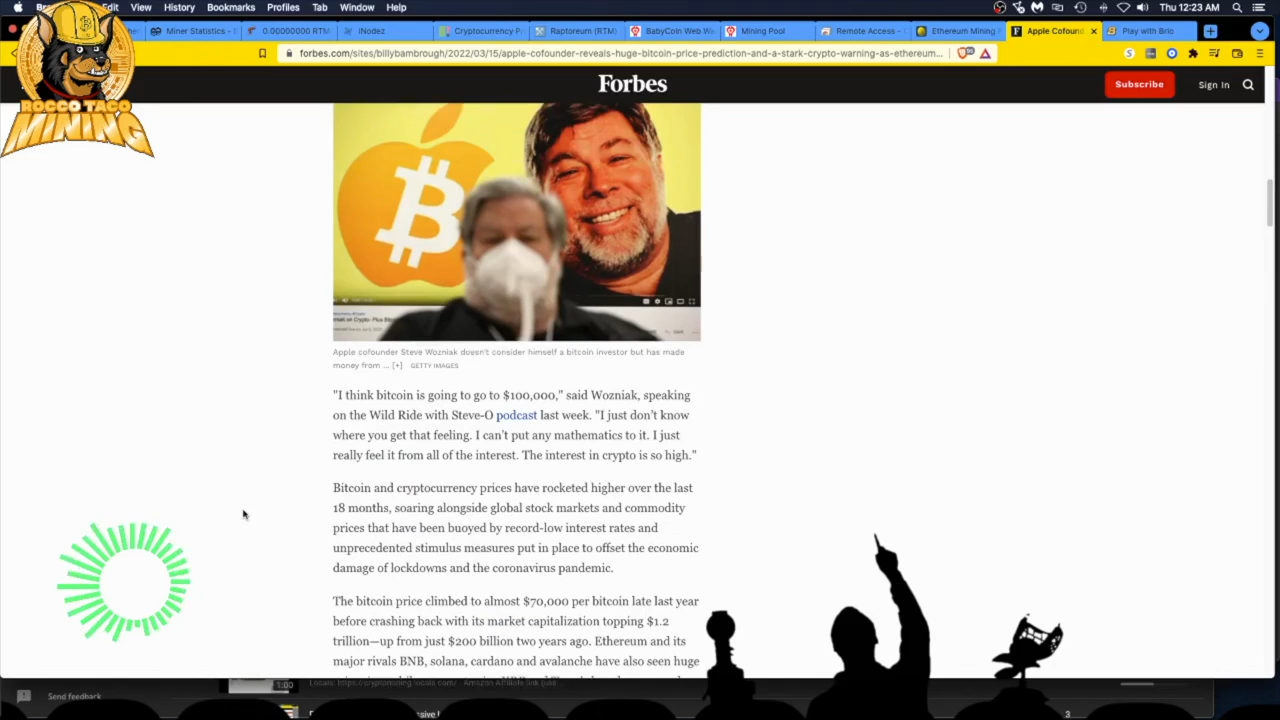 Edit View History Bookmarks Profiles Tab Window Help Thu 12:23 AM
Miner Statistics - 0.00000000 RTM iNodez Cryptocurrency P Raptoreum (RTM) BabyCoin Web W Mining Pool Remote Access - Ethereum Mining Apple Cofound Play with Brio
forbes.com/sites/billybambrough/2022/03/15/apple-cofounder-reveals-huge-bitcoin-price-prediction-and-a-stark-crypto-warning-as-ethereum...
ROCCO TACO
MINING
Forbes
Subscribe Sign In
Apple cofounder Steve Wozniak doesn't consider himself a bitcoin investor but has made
money from ... [+] GETTY IMAGES
"I think bitcoin is going to go to $100,000," said Wozniak, speaking
on the Wild Ride with Steve-O podcast last week. "I just don't know
where you get that feeling. I can't put any mathematics to it. I just
really feel it from all of the interest. The interest in crypto is so high."
Bitcoin and cryptocurrency prices have rocketed higher over the last
18 months, soaring alongside global stock markets and commodity
prices that have been buoyed by record-low interest rates and
unprecedented stimulus measures put in place to offset the economic
damage of lockdowns and the coronavirus pandemic.
The bitcoin price climbed to almost $70,000 per bitcoin late last year
before crashing back with its market capitalization topping $1.2
trillion—up from just $200 billion two years ago. Ethereum and its
major rivals BNB, solana, cardano and avalanche have also seen huge
Send feedback
1:00
3